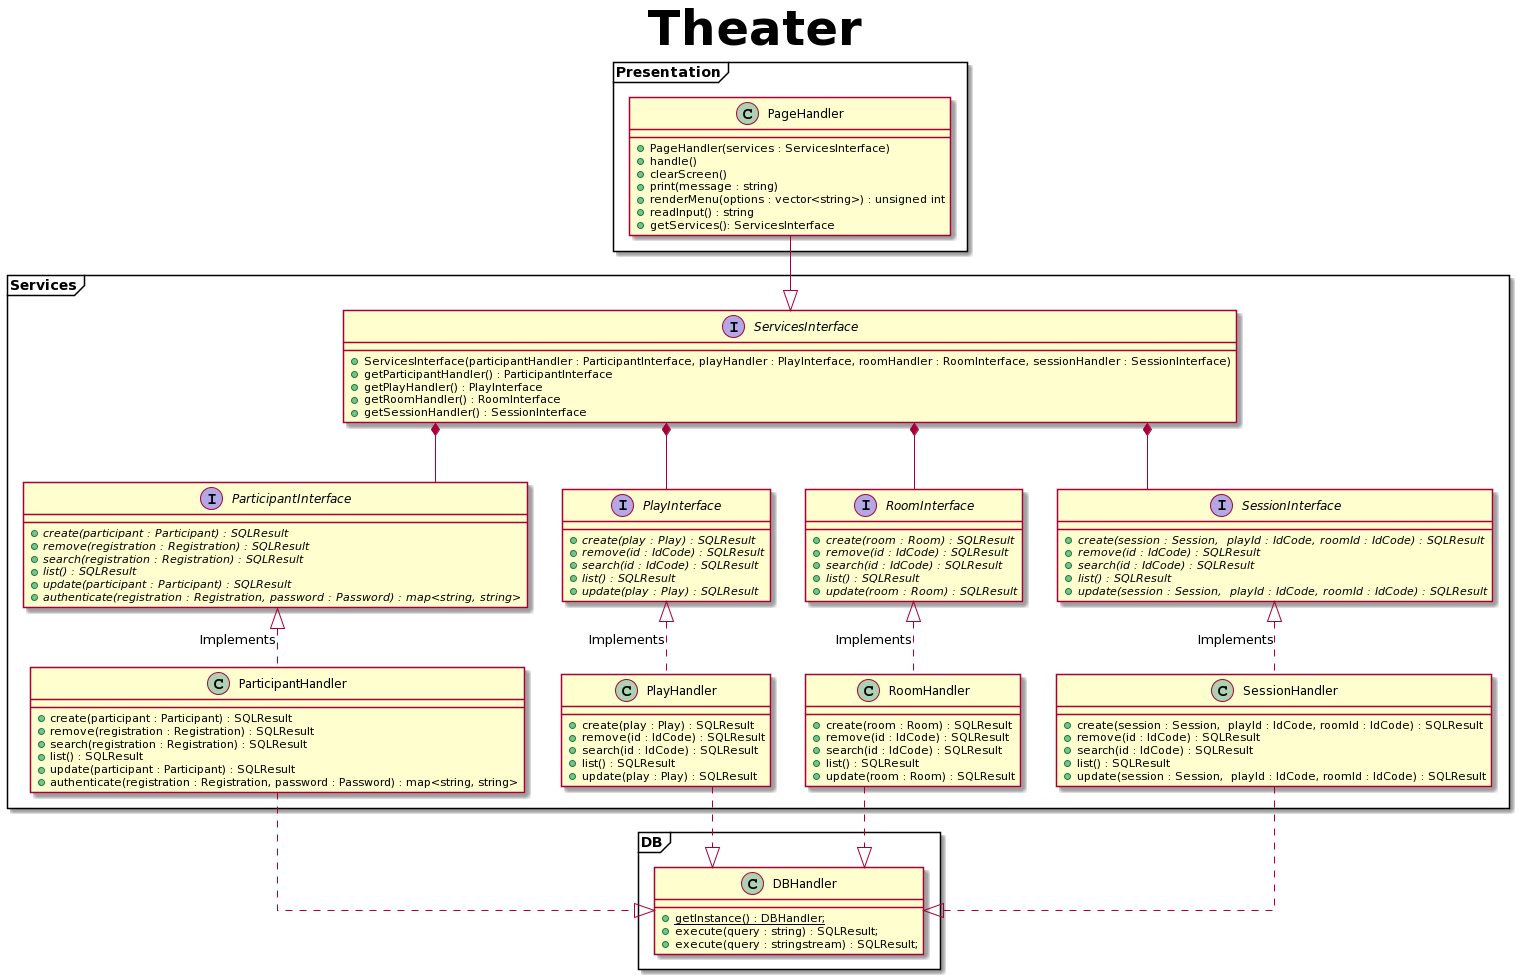 Theater
Presentation
C PageHandler
PageHandler(services : ServicesInterface)
handle()
clearScreen()
print(message : string)
renderMenu(options : vector<string>) : unsigned int
readInput() : string
getServices(): ServicesInterface
Services
I ServicesInterface
ServicesInterface(participantHandler : ParticipantInterface, playHandler : PlayInterface, roomHandler : RoomInterface, sessionHandler : SessionInterface)
getParticipantHandler() : ParticipantInterface
getPlayHandler() : PlayInterface
getRoomHandler() : RoomInterface
getSessionHandler() : SessionInterface
I ParticipantInterface
create(participant : Participant) : SQLResult
remove(registration : Registration) : SQLResult
search(registration : Registration) : SQLResult
list() : SQLResult
update(participant : Participant) : SQLResult
authenticate(registration : Registration, password : Password) : map<string, string>
I PlayInterface
create(play : Play) : SQLResult
remove(id : IdCode) : SQLResult
search(id : IdCode) : SQLResult
list() : SQLResult
update(play : Play) : SQLResult
I RoomInterface
create(room : Room) : SQLResult
remove(id : IdCode) : SQLResult
search(id : IdCode) : SQLResult
list() : SQLResult
update(room : Room) : SQLResult
I SessionInterface
create(session : Session,  playId : IdCode, roomId : IdCode) : SQLResult
remove(id : IdCode) : SQLResult
search(id : IdCode) : SQLResult
list() : SQLResult
update(session : Session,  playId : IdCode, roomId : IdCode) : SQLResult
Implements
Implements
Implements
Implements
C ParticipantHandler
create(participant : Participant) : SQLResult
remove(registration : Registration) : SQLResult
search(registration : Registration) : SQLResult
list() : SQLResult
update(participant : Participant) : SQLResult
authenticate(registration : Registration, password : Password) : map<string, string>
C PlayHandler
create(play : Play) : SQLResult
remove(id : IdCode) : SQLResult
search(id : IdCode) : SQLResult
list() : SQLResult
update(play : Play) : SQLResult
C RoomHandler
create(room : Room) : SQLResult
remove(id : IdCode) : SQLResult
search(id : IdCode) : SQLResult
list() : SQLResult
update(room : Room) : SQLResult
C SessionHandler
create(session : Session,  playId : IdCode, roomId : IdCode) : SQLResult
remove(id : IdCode) : SQLResult
search(id : IdCode) : SQLResult
list() : SQLResult
update(session : Session,  playId : IdCode, roomId : IdCode) : SQLResult
DB
C DBHandler
getInstance() : DBHandler;
execute(query : string) : SQLResult;
execute(query : stringstream) : SQLResult;